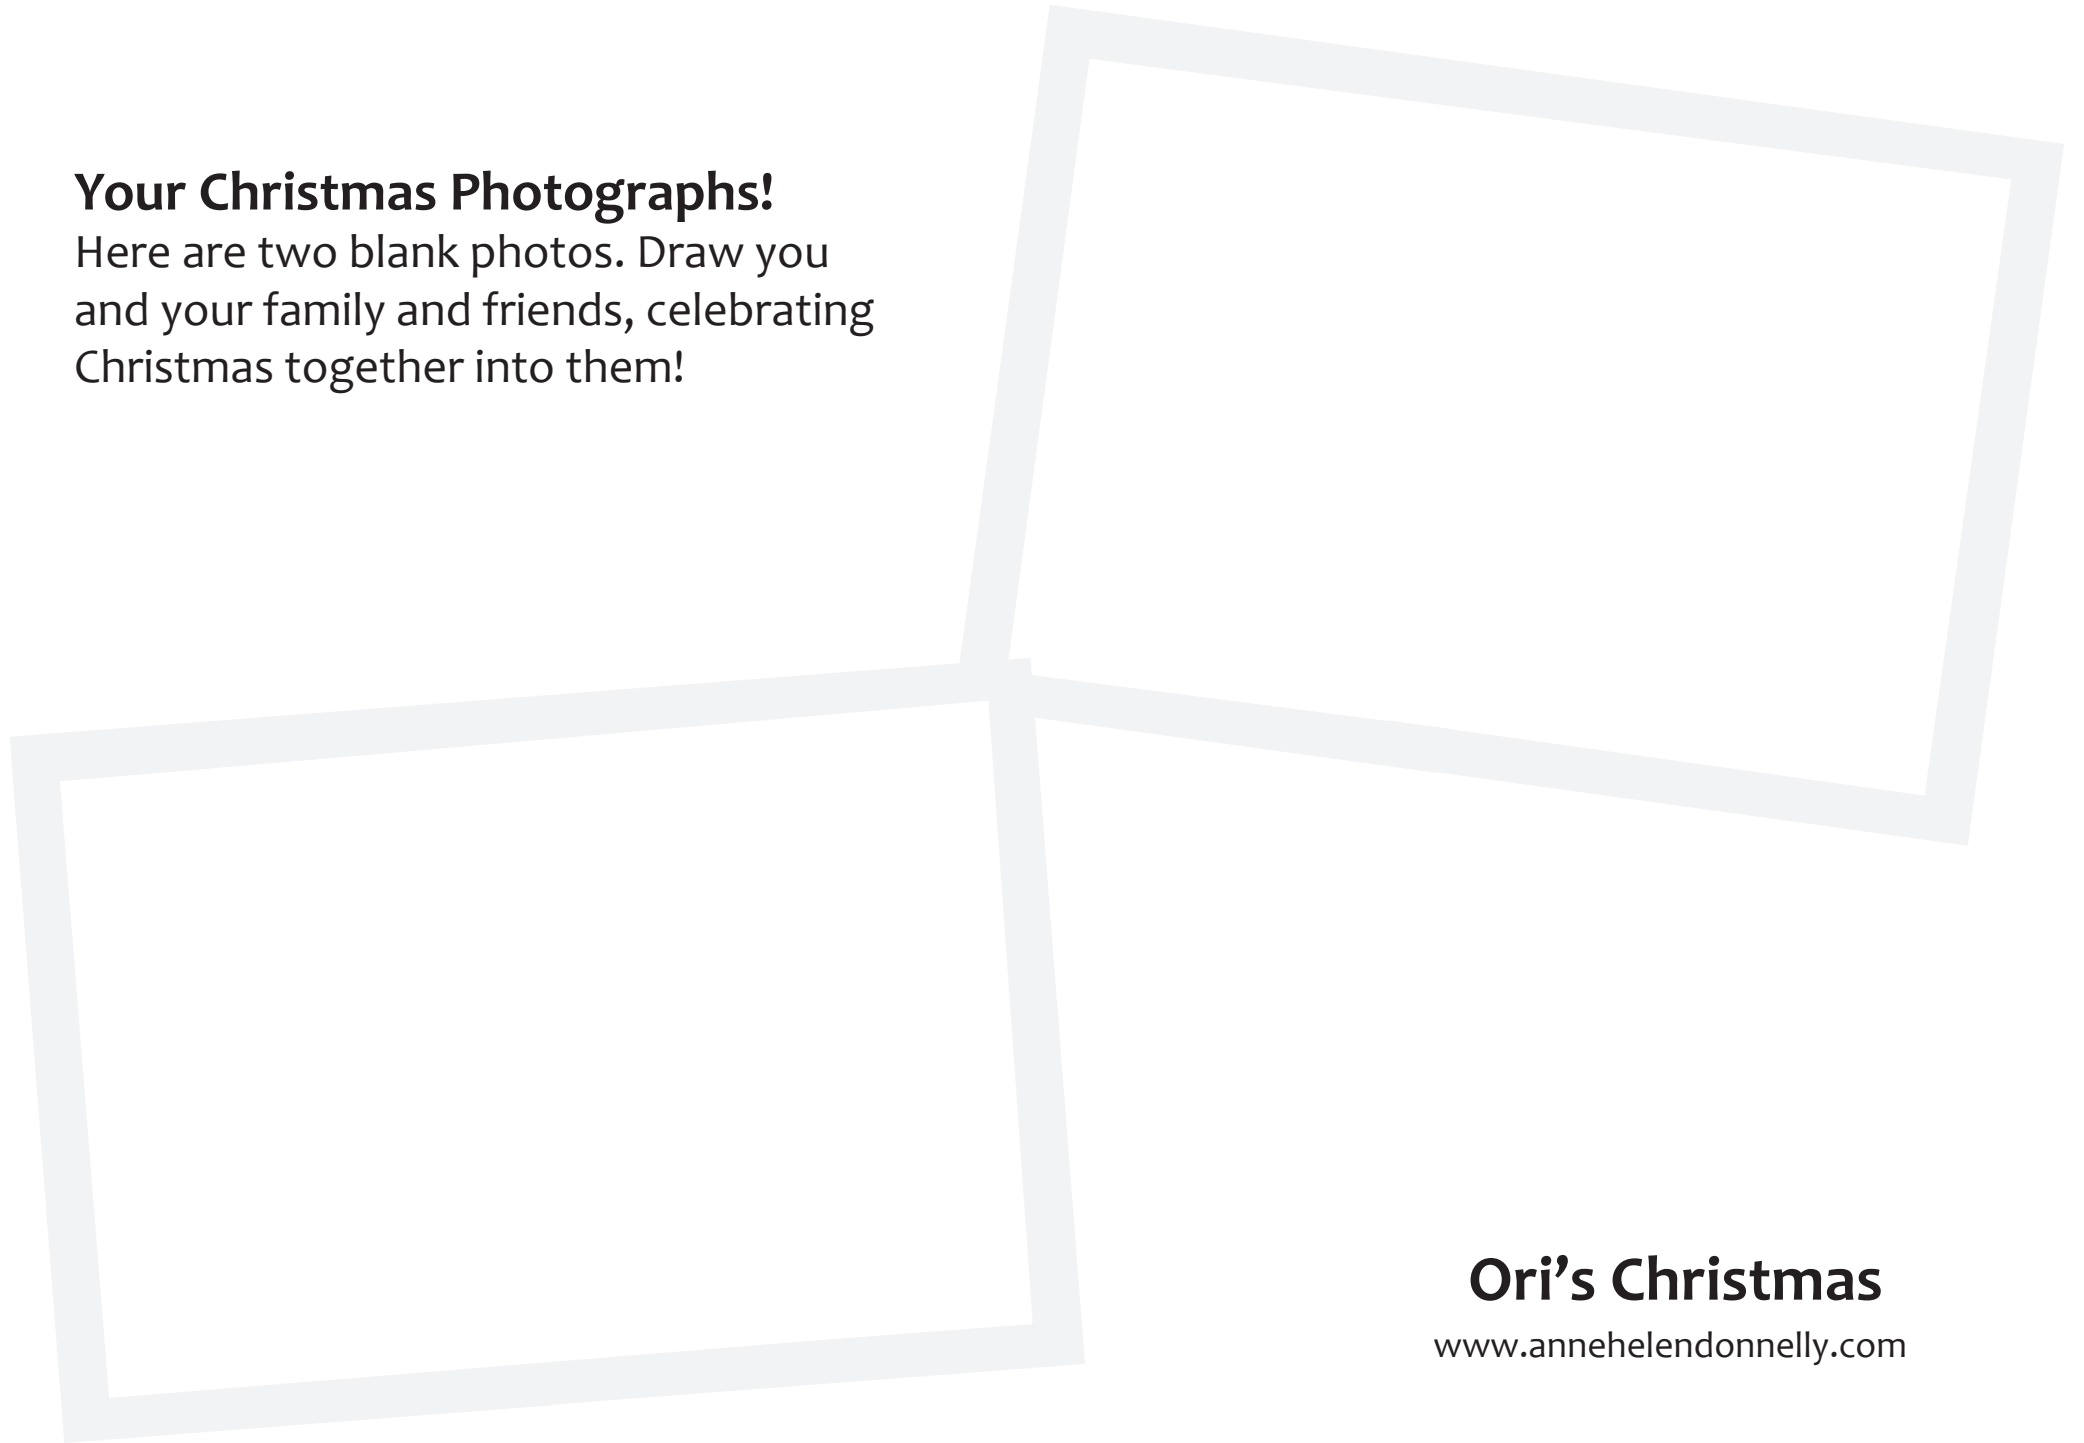 Your Christmas Photographs!
Here are two blank photos. Draw you
and your family and friends, celebrating
Christmas together into them!
Ori’s Christmas
www.annehelendonnelly.com